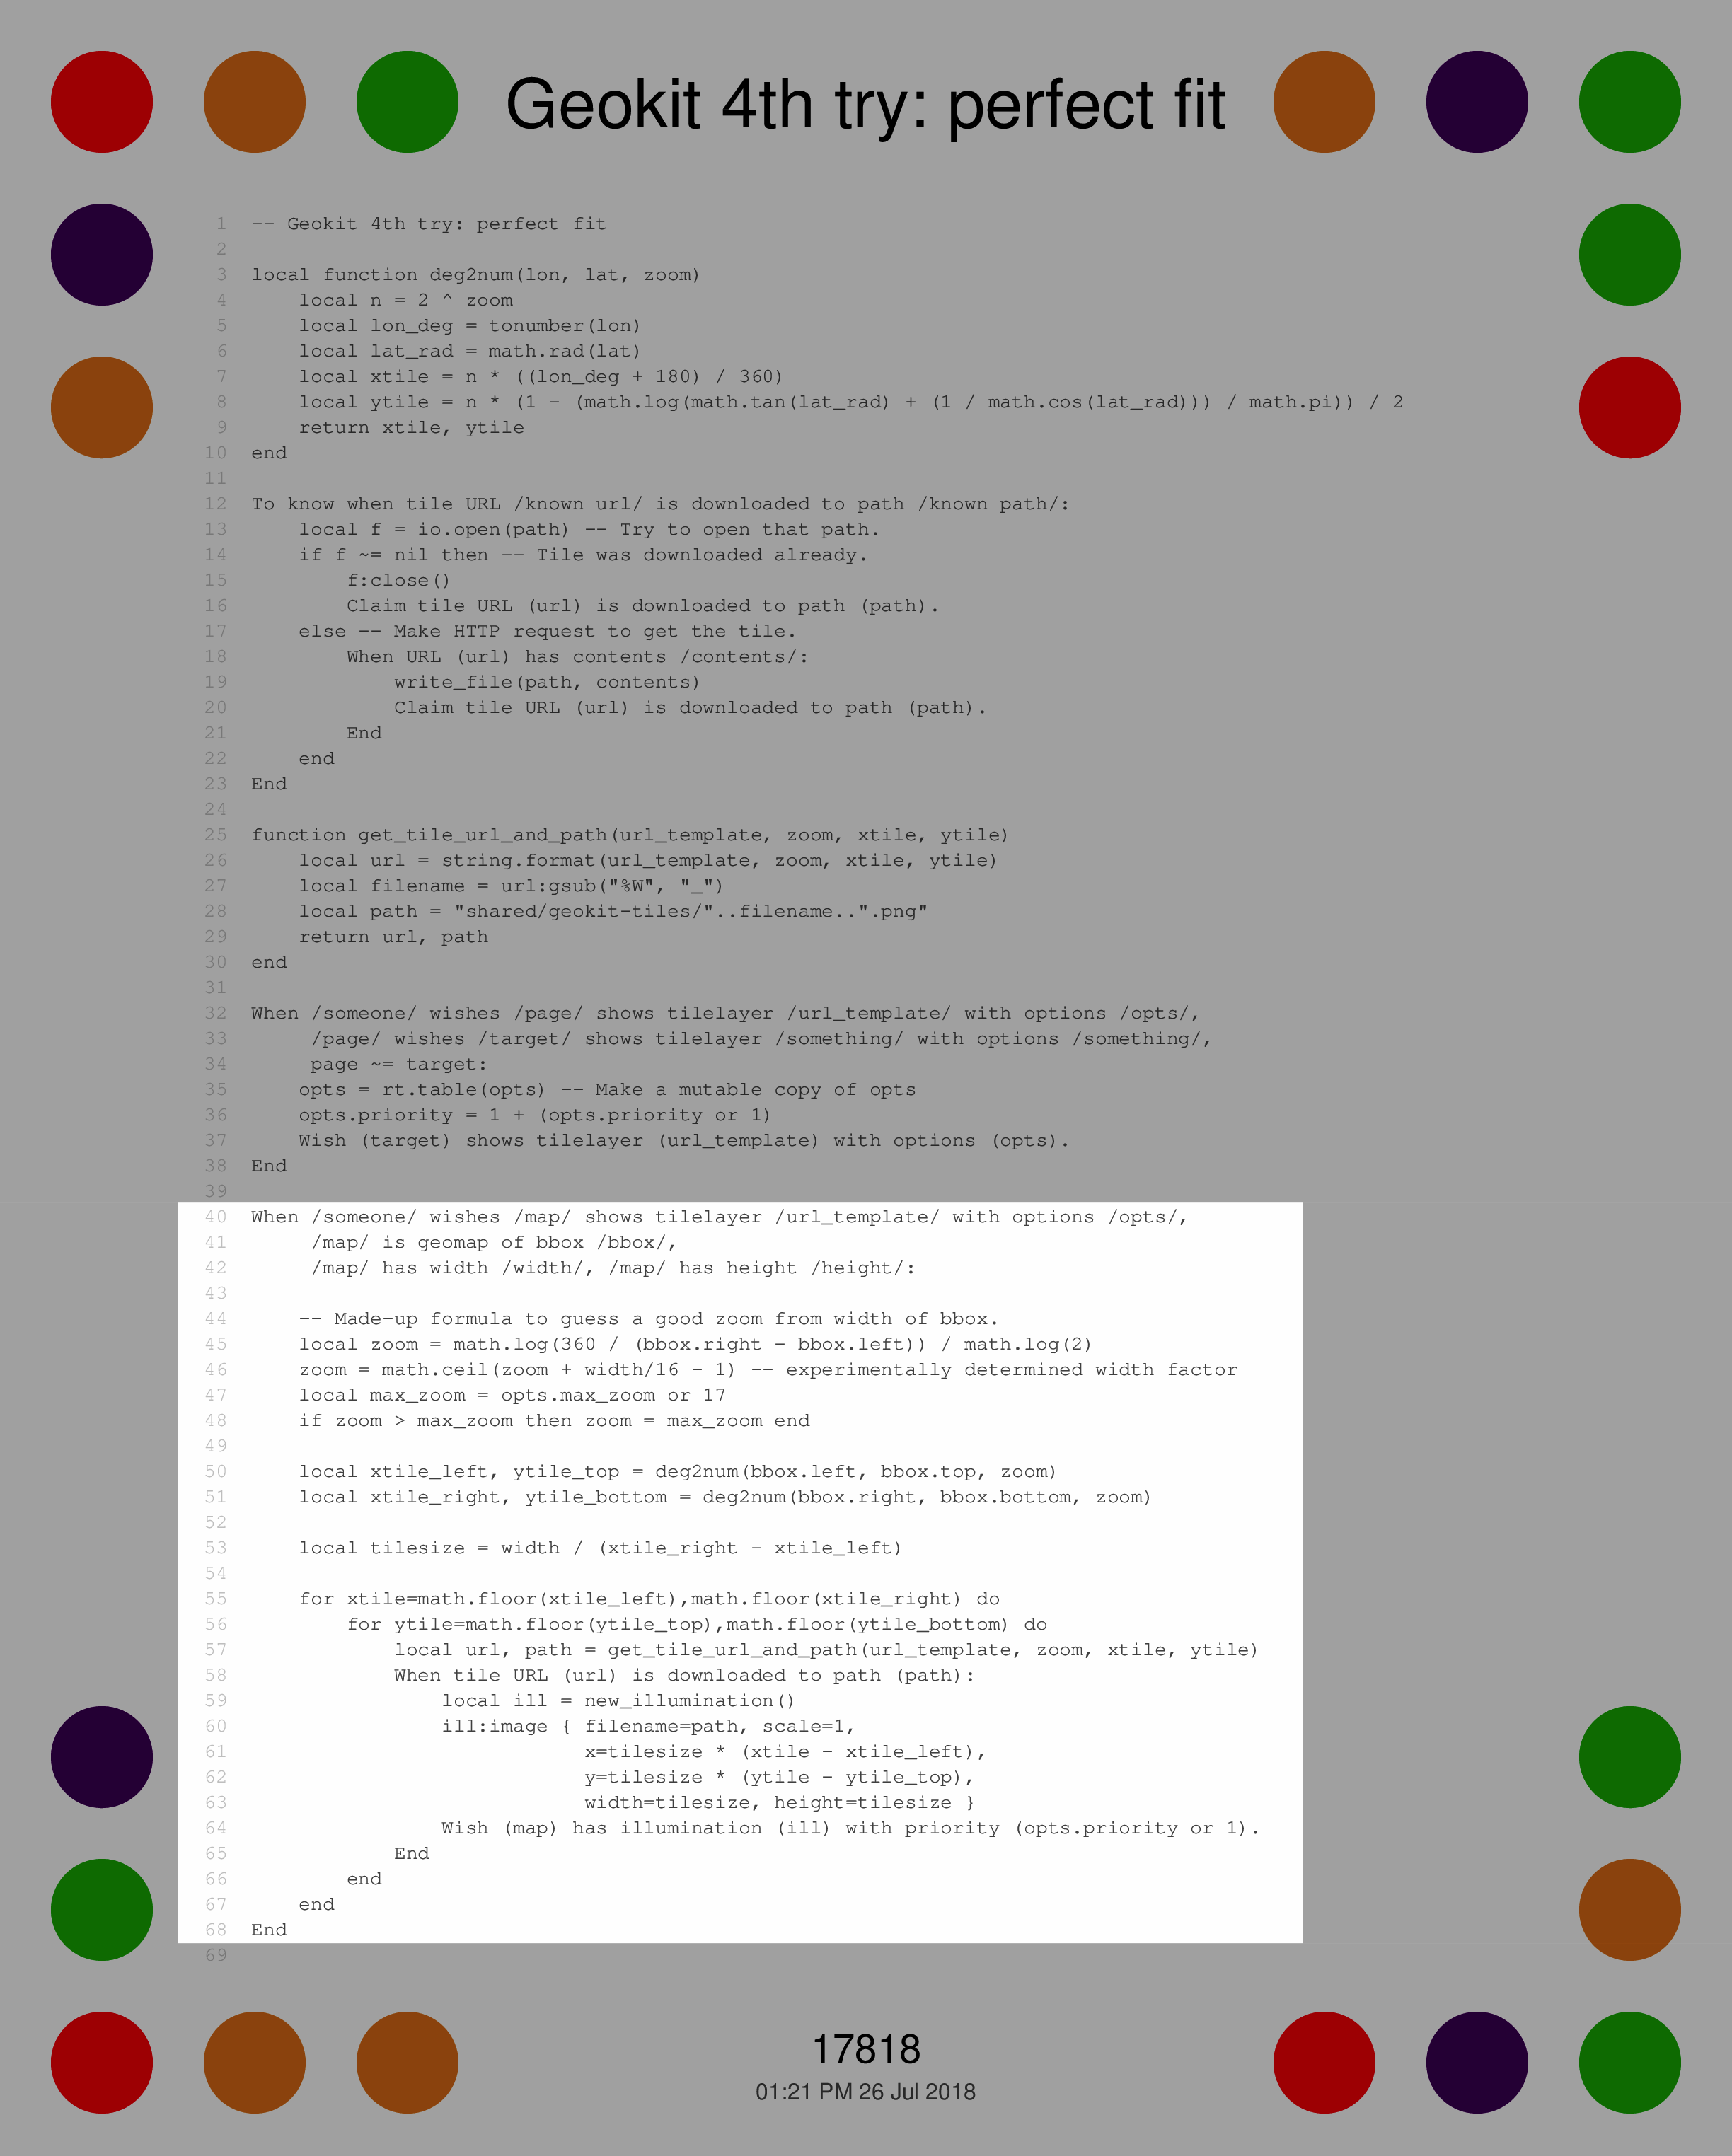 Geokit 4th try: perfect fit
1 -- Geokit 4th try: perfect fit
2
3 local function deg2num(lon, lat, zoom)
4     local n = 2 ^ zoom
5     local lon_deg = tonumber(lon)
6     local lat_rad = math.rad(lat)
7     local xtile = n * ((lon_deg + 180) / 360)
8     local ytile = n * (1 - (math.log(math.tan(lat_rad) + (1 / math.cos(lat_rad))) / math.pi)) / 2
9     return xtile, ytile
10 end
11
12 To know when tile URL /known url/ is downloaded to path /known path/:
13     local f = io.open(path) -- Try to open that path.
14     if f ~= nil then -- Tile was downloaded already.
15         f:close()
16         Claim tile URL (url) is downloaded to path (path).
17     else -- Make HTTP request to get the tile.
18         When URL (url) has contents /contents/:
19             write_file(path, contents)
20             Claim tile URL (url) is downloaded to path (path).
21         End
22     end
23 End
24
25 function get_tile_url_and_path(url_template, zoom, xtile, ytile)
26     local url = string.format(url_template, zoom, xtile, ytile)
27     local filename = url:gsub("%W", "_")
28     local path = "shared/geokit-tiles/"..filename..".png"
29     return url, path
30 end
31
32 When /someone/ wishes /page/ shows tilelayer /url_template/ with options /opts/,
33      /page/ wishes /target/ shows tilelayer /something/ with options /something/,
34      page ~= target:
35     opts = rt.table(opts) -- Make a mutable copy of opts
36     opts.priority = 1 + (opts.priority or 1)
37     Wish (target) shows tilelayer (url_template) with options (opts).
38 End
39
40 When /someone/ wishes /map/ shows tilelayer /url_template/ with options /opts/,
41      /map/ is geomap of bbox /bbox/,
42      /map/ has width /width/, /map/ has height /height/:
43
44     -- Made-up formula to guess a good zoom from width of bbox.
45     local zoom = math.log(360 / (bbox.right - bbox.left)) / math.log(2)
46     zoom = math.ceil(zoom + width/16 - 1) -- experimentally determined width factor
47     local max_zoom = opts.max_zoom or 17
48     if zoom > max_zoom then zoom = max_zoom end
49
50     local xtile_left, ytile_top = deg2num(bbox.left, bbox.top, zoom)
51     local xtile_right, ytile_bottom = deg2num(bbox.right, bbox.bottom, zoom)
52
53     local tilesize = width / (xtile_right - xtile_left)
54
55     for xtile=math.floor(xtile_left),math.floor(xtile_right) do
56         for ytile=math.floor(ytile_top),math.floor(ytile_bottom) do
57             local url, path = get_tile_url_and_path(url_template, zoom, xtile, ytile)
58             When tile URL (url) is downloaded to path (path):
59                 local ill = new_illumination()
60                 ill:image { filename=path, scale=1,
61                             x=tilesize * (xtile - xtile_left),
62                             y=tilesize * (ytile - ytile_top),
63                             width=tilesize, height=tilesize }
64                 Wish (map) has illumination (ill) with priority (opts.priority or 1).
65             End
66         end
67     end
68 End
69
17818
01:21 PM 26 Jul 2018